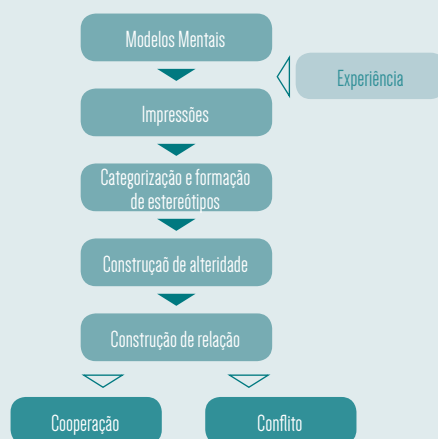 Modelos Mentais
Experiência
Impressões
Categorização e formação
de estereótipos
Construçaõ de alteridade
Construção de relação
Cooperação
Conflito